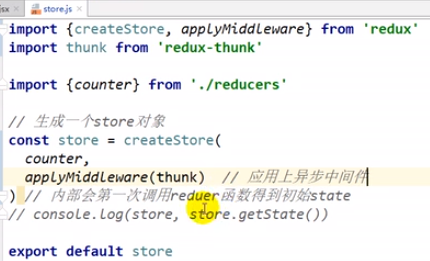 jsx
store.js
import {createStore, applyMiddleware} from 'redux'
import thunk from 'redux-thunk'
import {counter} from './reducers'
// 生成一个store对象
const store = createStore(
counter,
applyMiddleware(thunk) // 应用上异步中间件
) // 内部会第一次调用reduer函数得到初始state
// console.log(store, store.getState())
export default store